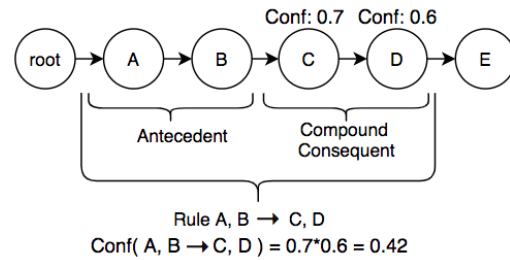 Conf: 0.7 Conf: 0.6
root A B C D E
Antecedent
Compound
Consequent
Rule A, B → C, D
Conf( A, B → C, D ) = 0.7*0.6 = 0.42